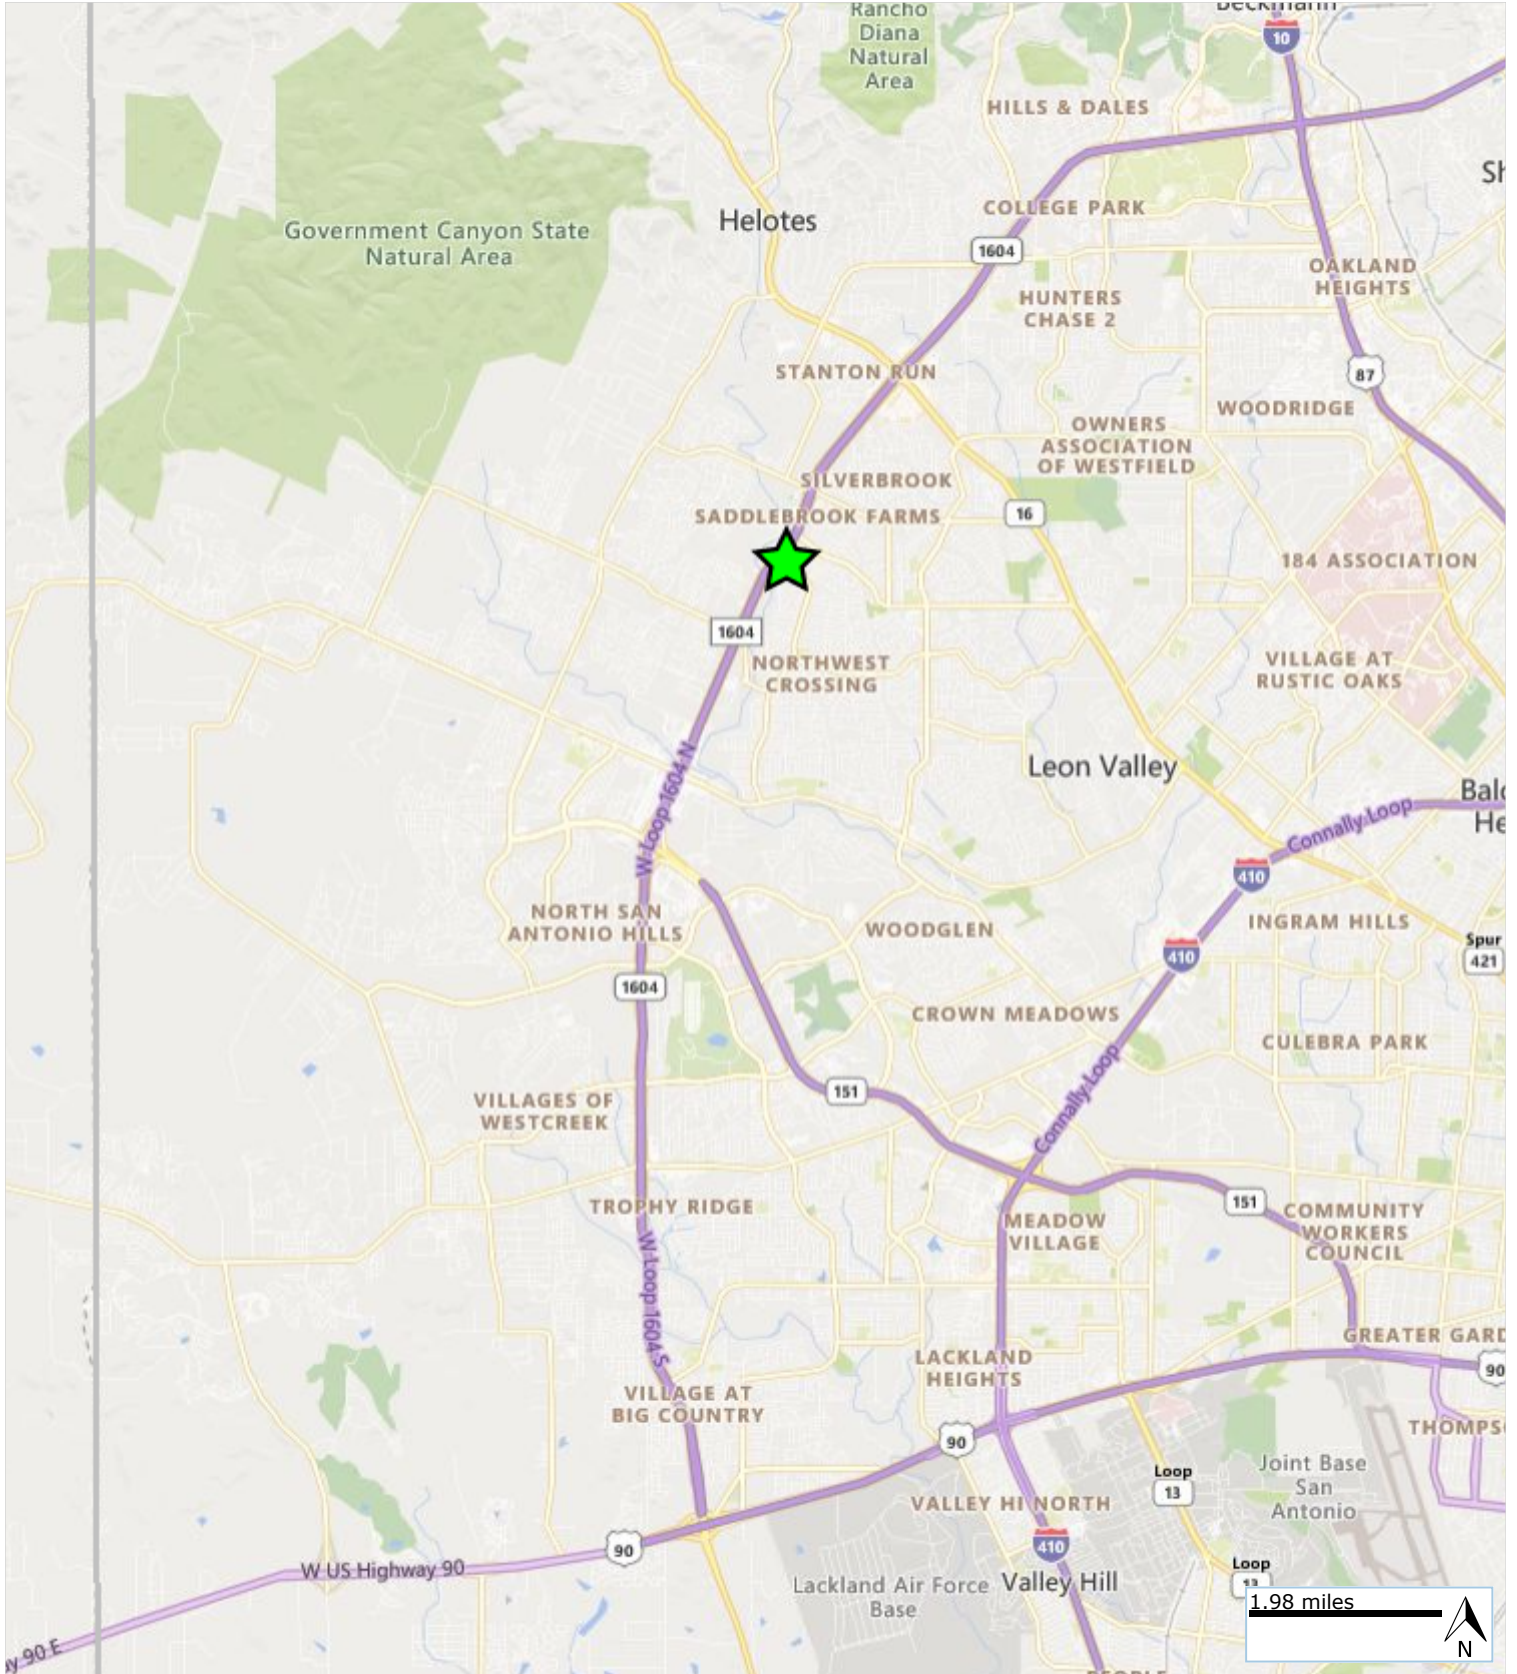 Rancho
Diana
Natural
Area
Beckmann
10
HILLS & DALES
Government Canyon State
Natural Area
Helotes
COLLEGE PARK
1604
OAKLAND
HEIGHTS
HUNTERS
CHASE 2
STANTON RUN
87
WOODRIDGE
OWNERS
ASSOCIATION
OF WESTFIELD
SILVERBROOK
SADDLEBROOK FARMS
16
184 ASSOCIATION
1604
NORTHWEST
CROSSING
VILLAGE AT
RUSTIC OAKS
W Loop 1604 N
Leon Valley
Connally Loop
410
NORTH SAN
ANTONIO HILLS
WOODGLEN
INGRAM HILLS
410
Spur
421
1604
CROWN MEADOWS
CULEBRA PARK
Connally Loop
151
VILLAGES OF
WESTCREEK
TROPHY RIDGE
151
MEADOW
VILLAGE
COMMUNITY
WORKERS
COUNCIL
W Loop 1604 S
GREATER GARD
LACKLAND
HEIGHTS
90
VILLAGE AT
BIG COUNTRY
90
Joint Base
San
Antonio
Loop
13
VALLEY HI NORTH
90
410
W US Highway 90
Lackland Air Force
Base
Valley Hill
Loop
13
1.98 miles
N
90 E